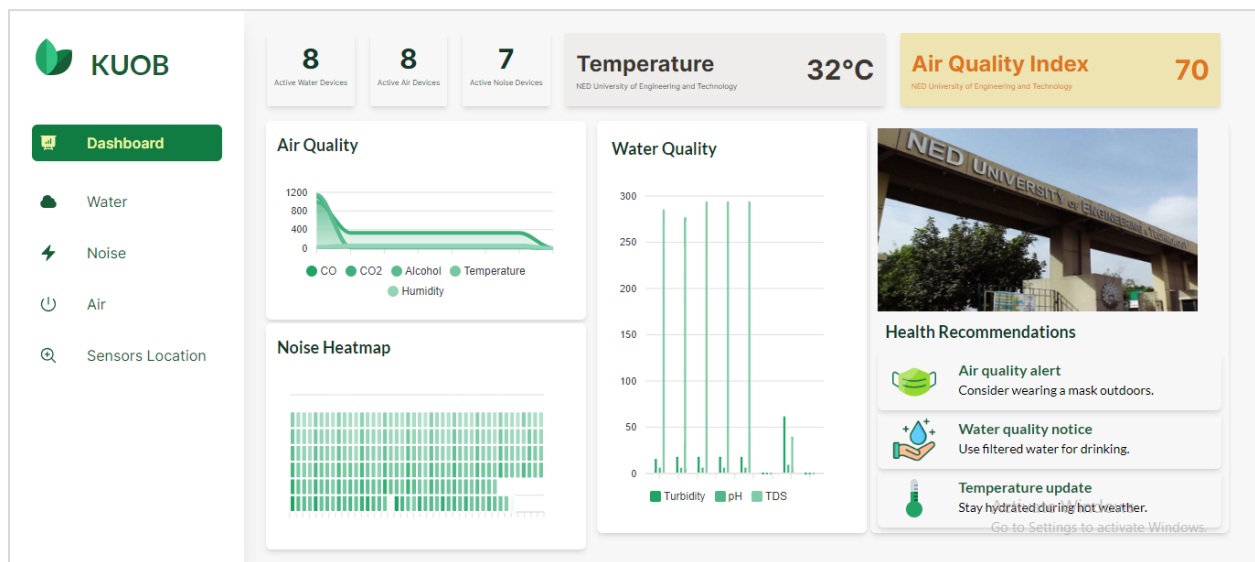 KUOB
Dashboard
Water
Noise
Air
Sensors Location
8
Active Water Devices
8
Active Air Devices
7
Active Noise Devices
Temperature
NED University of Engineering and Technology
32°C
Air Quality Index
NED University of Engineering and Technology
70
Air Quality
1200
800
400
0
CO CO2 Alcohol Temperature
Humidity
Noise Heatmap
Water Quality
300
250
200
150
100
50
0
Turbidity pH TDS
NED UNIVERSITY OF ENGINEERING & TECHNOLOGY
Health Recommendations
Air quality alert
Consider wearing a mask outdoors.
Water quality notice
Use filtered water for drinking.
Temperature update
Stay hydrated during hot weather.
Activate Windows
Go to Settings to activate Windows.